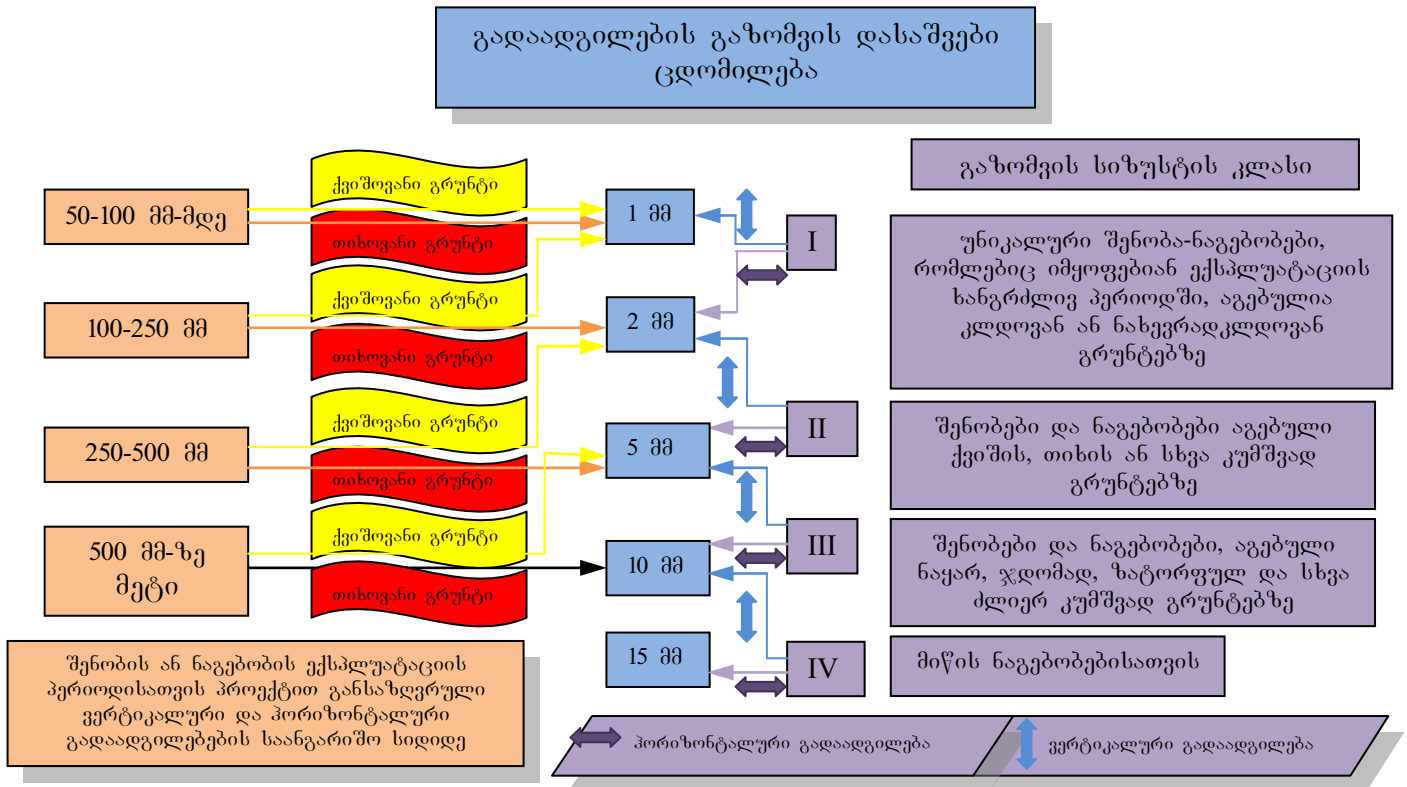 გადაადგილების გაზომვის დასაშვები
ცდომილება
გაზომვის სიზუსტის კლასი
50-100 მმ-მდე
ქვიშოვანი გრუნტი
თიხოვანი გრუნტი
1 მმ
I
უნიკალური შენობა-ნაგებობები,
რომლებიც იმყოფებიან ექსპლუატაციის
ხანგრძლივ პერიოდში, აგებულია
კლდოვან ან ნახევრადკლდოვან
გრუნტებზე
100-250 მმ
ქვიშოვანი გრუნტი
თიხოვანი გრუნტი
2 მმ
250-500 მმ
ქვიშოვანი გრუნტი
თიხოვანი გრუნტი
5 მმ
II
შენობები და ნაგებობები აგებული
ქვიშის, თიხის ან სხვა კუმშვად
გრუნტებზე
500 მმ-ზე
მეტი
ქვიშოვანი გრუნტი
თიხოვანი გრუნტი
10 მმ
III
შენობები და ნაგებობები, აგებული
ნაყარ, ჯდომად, ზატორფულ და სხვა
ძლიერ კუმშვად გრუნტებზე
15 მმ
IV
მიწის ნაგებობებისათვის
შენობის ან ნაგებობის ექსპლუატაციის
პერიოდისათვის პროექტით განსაზღვრული
ვერტიკალური და ჰორიზონტალური
გადაადგილებების საანგარიშო სიდიდე
ჰორიზონტალური გადაადგილება
ვერტიკალური გადაადგილება